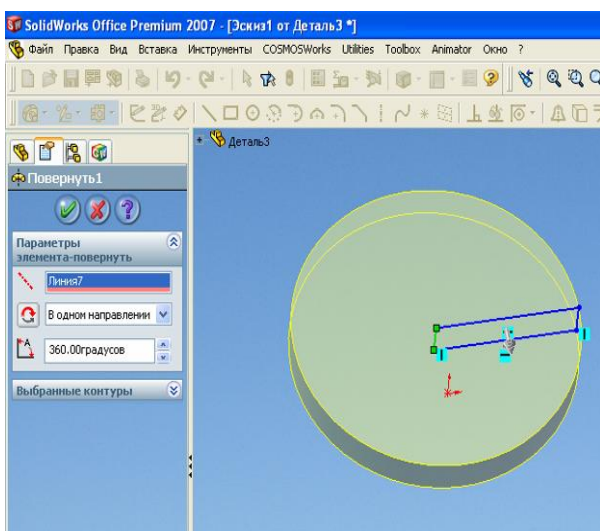 SolidWorks Office Premium 2007 - [Эскиз1 от Деталь3 *]
Файл Правка Вид Вставка Инструменты COSMOSWorks Utilities Toolbox Animator Окно ?
Деталь3
Повернуть1
Параметры
элемента-повернуть
Линия7
В одном направлении
360.00градусов
Выбранные контуры